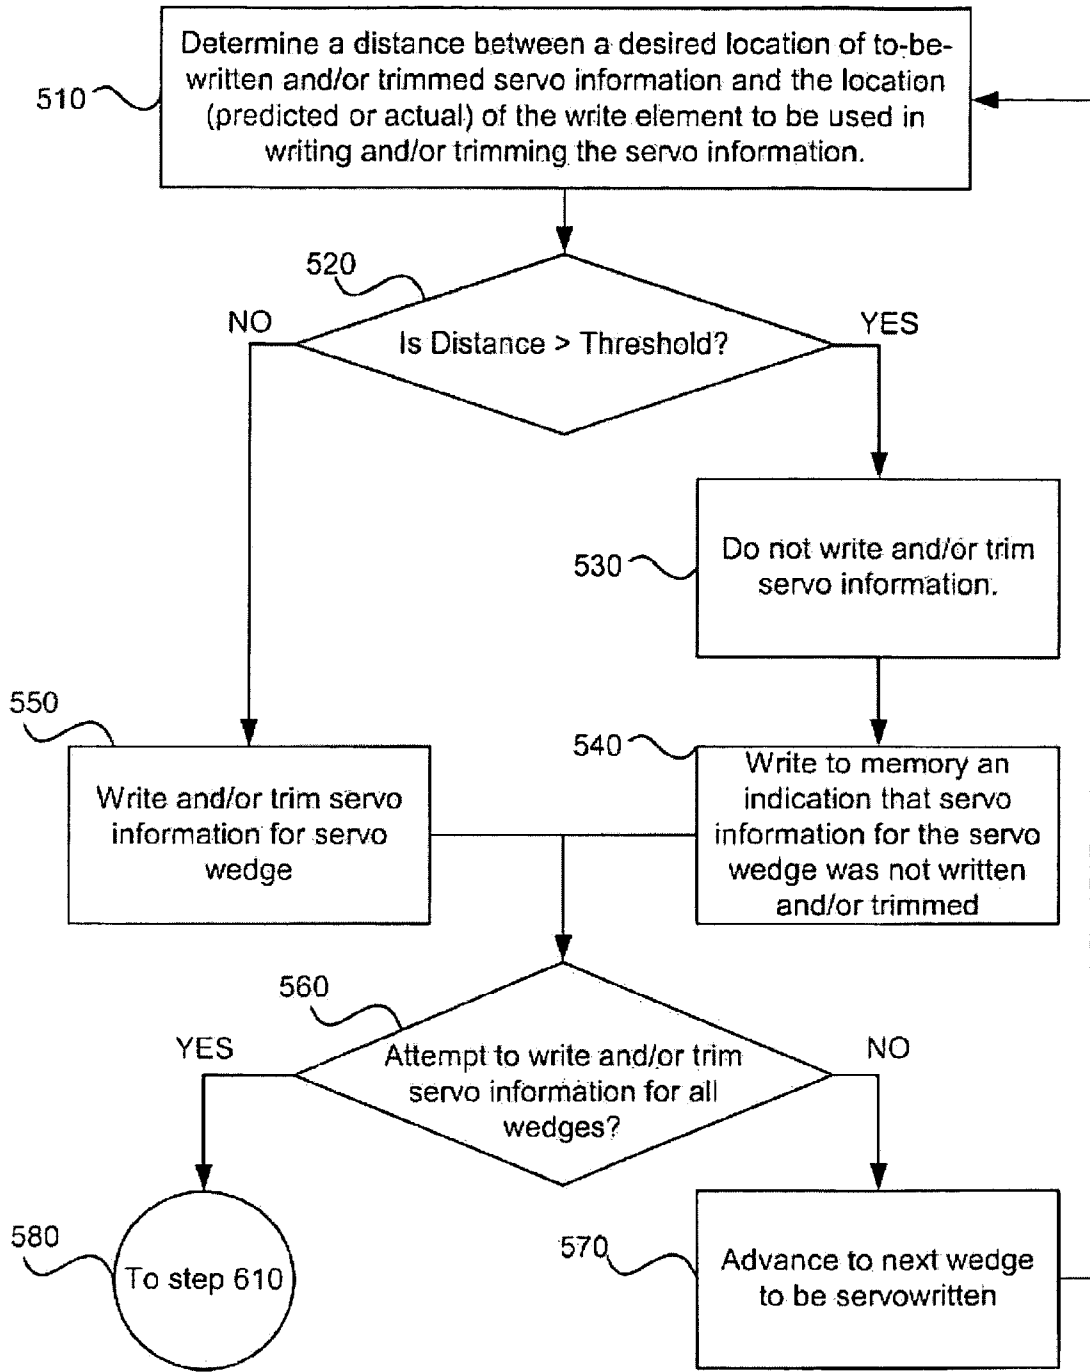 Determine a distance between a desired location of to-be-
written and/or trimmed servo information and the location
(predicted or actual) of the write element to be used in
writing and/or trimming the servo information.
510
520
NO
YES
Is Distance > Threshold?
Do not write and/or trim
servo information.
530
550
540
Write and/or trim servo
information for servo
wedge
Write to memory an
indication that servo
information for the servo
wedge was not written
and/or trimmed
560
YES
NO
Attempt to write and/or trim
servo information for all
wedges?
580
To step 610
570
Advance to next wedge
to be servowritten